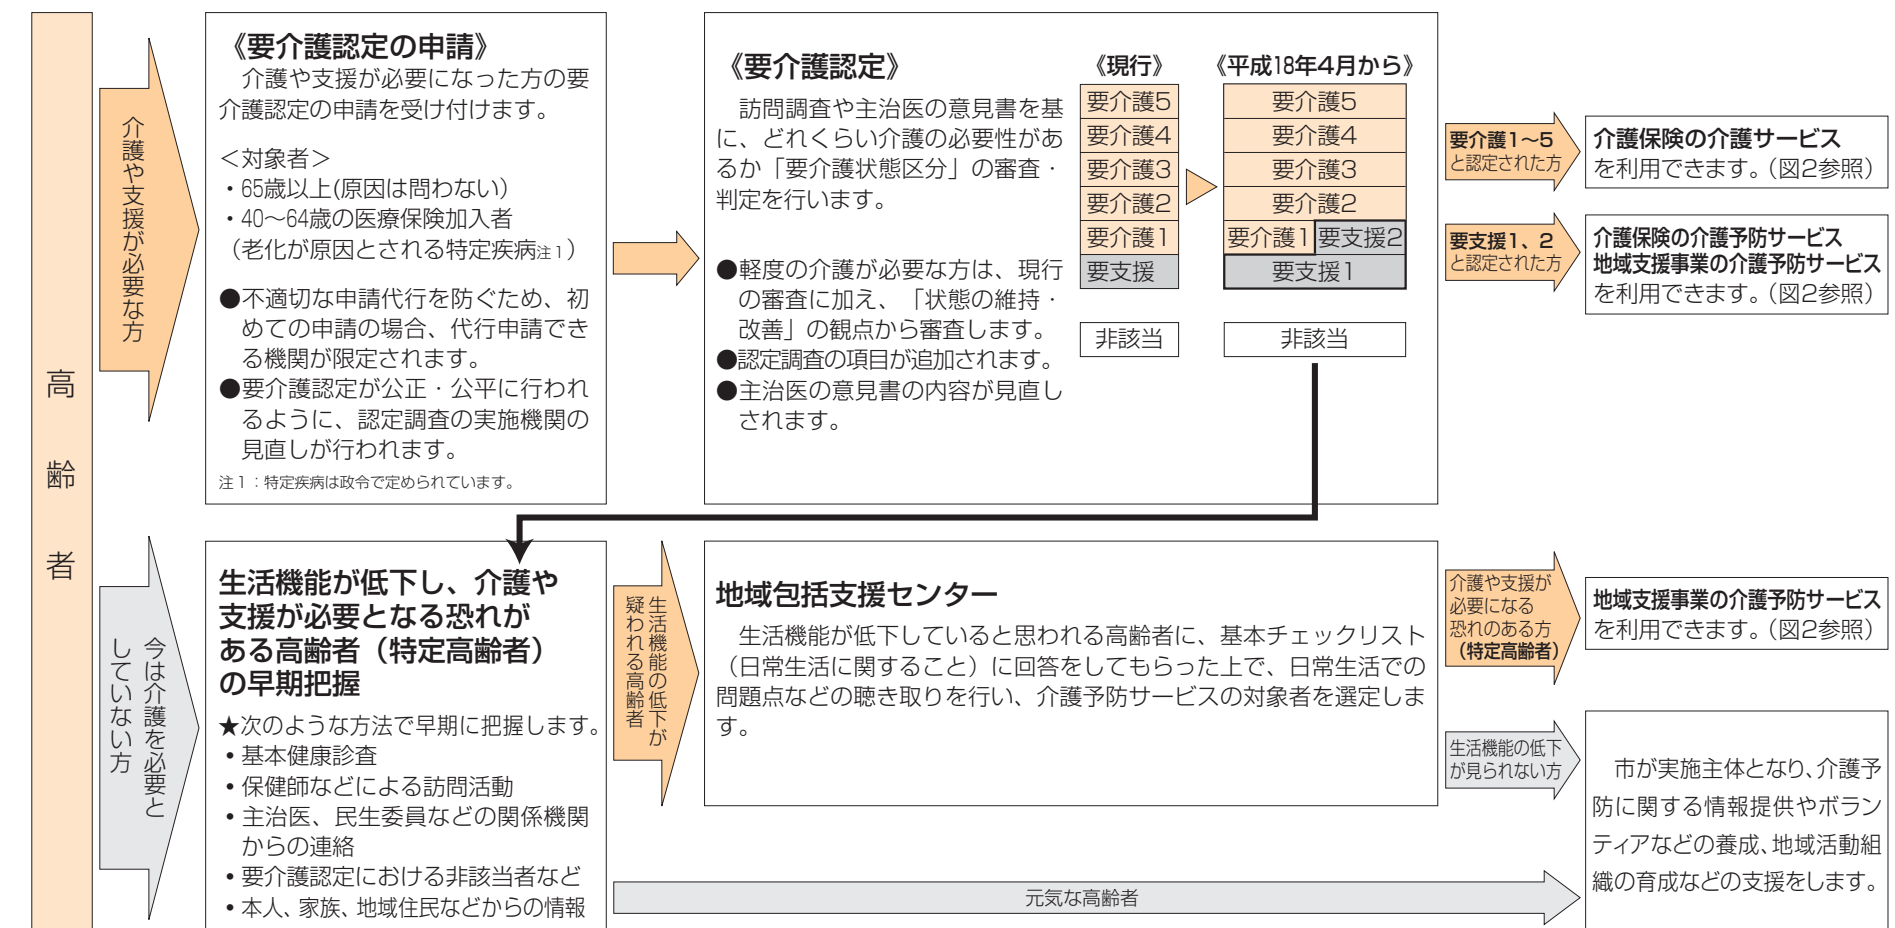 高齢者
介護や支援が必要な方
《要介護認定の申請》
介護や支援が必要になった方の要
介護認定の申請を受け付けます。
＜対象者＞
・65歳以上(原因は問わない)
・40～64歳の医療保険加入者
（老化が原因とされる特定疾病注1）
●不適切な申請代行を防ぐため、初
めての申請の場合、代行申請でき
る機関が限定されます。
●要介護認定が公正・公平に行われ
るように、認定調査の実施機関の
見直しが行われます。
注1：特定疾病は政令で定められています。
《要介護認定》
訪問調査や主治医の意見書を基
に、どれくらい介護の必要性があ
るか「要介護状態区分」の審査・
判定を行います。
●軽度の介護が必要な方は、現行
の審査に加え、「状態の維持・
改善」の観点から審査します。
●認定調査の項目が追加されます。
●主治医の意見書の内容が見直し
されます。
《現行》
要介護5
要介護4
要介護3
要介護2
要介護1
要支援
非該当
《平成18年4月から》
要介護5
要介護4
要介護3
要介護2
要介護1 要支援2
要支援1
非該当
要介護1～5
と認定された方
介護保険の介護サービス
を利用できます。（図2参照）
要支援1、2
と認定された方
介護保険の介護予防サービス
地域支援事業の介護予防サービス
を利用できます。（図2参照）
今は介護を必要と
していない方
生活機能が低下し、介護や
支援が必要となる恐れが
ある高齢者（特定高齢者）
の早期把握
★次のような方法で早期に把握します。
・基本健康診査
・保健師などによる訪問活動
・主治医、民生委員などの関係機関
からの連絡
・要介護認定における非該当者など
・本人、家族、地域住民などからの情報
生活機能の低下が
疑われる高齢者
地域包括支援センター
生活機能が低下していると思われる高齢者に、基本チェックリスト
（日常生活に関すること）に回答をしてもらった上で、日常生活での
問題点などの聴き取りを行い、介護予防サービスの対象者を選定しま
す。
介護や支援が
必要になる
恐れのある方
（特定高齢者）
地域支援事業の介護予防サービス
を利用できます。（図2参照）
生活機能の低下
が見られない方
市が実施主体となり、介護予
防に関する情報提供やボラン
ティアなどの養成、地域活動組
織の育成などの支援をします。
元気な高齢者